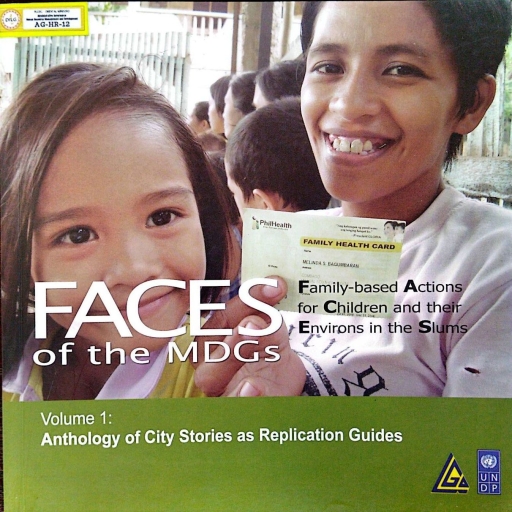 AG-HR-12
PhilHealth
FAMILY HEALTH CARD
MELINDA S. BAGUMBARAN
FACES
of the MDGs
Family-based Actions
for Children and their
Environs in the Slums
Volume 1:
Anthology of City Stories as Replication Guides
UN
DP